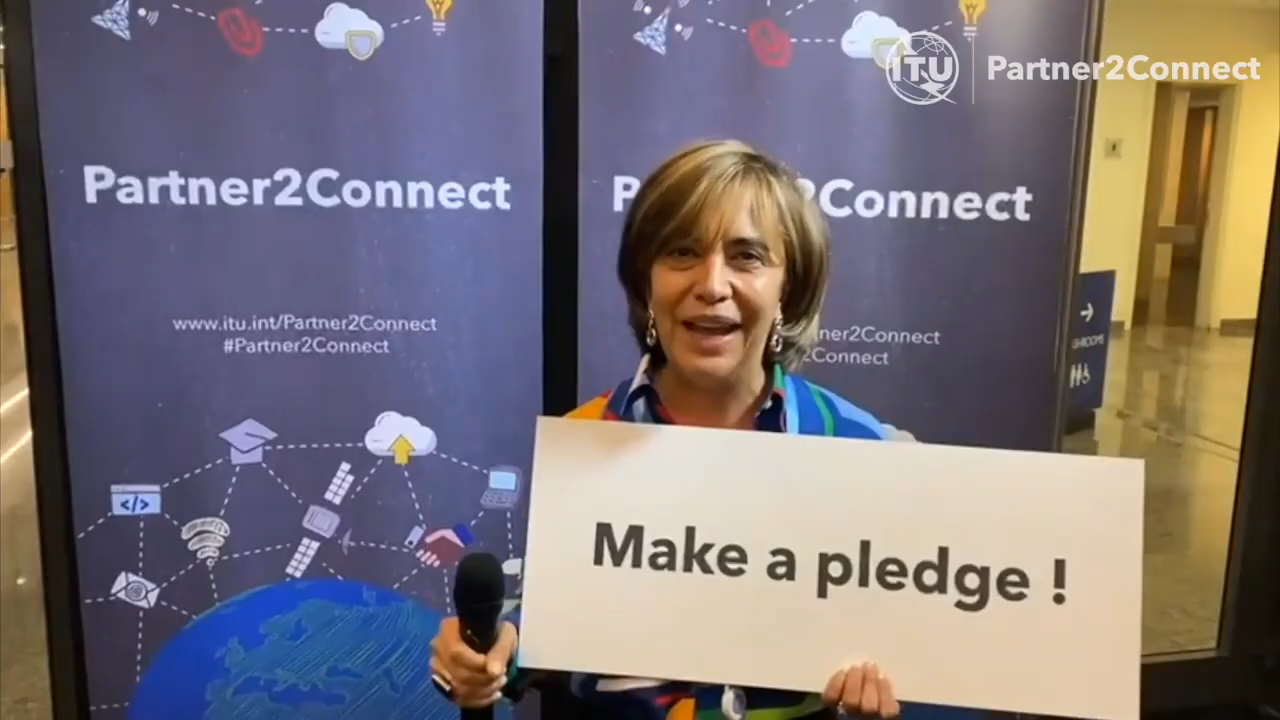 ITU Partner2Connect
Partner2Connect
P 2Connect
www.itu.int/Partner2Connect
#Partner2Connect
ner2Connect
2Connect
</>
Make a pledge !